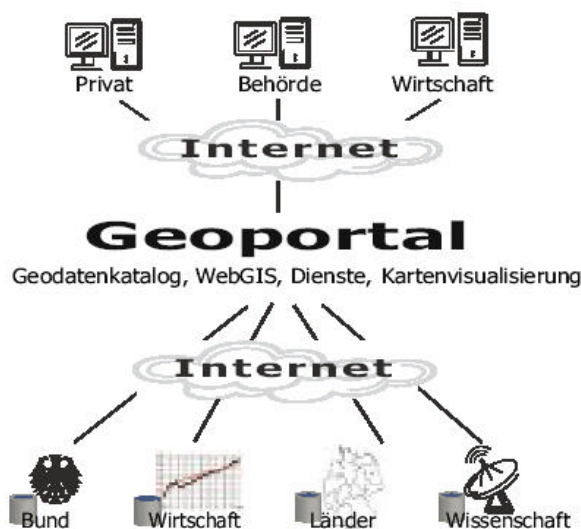 Privat Behörde Wirtschaft
Internet
Geoportal
Geodatenkatalog, WebGIS, Dienste, Kartenvisualisierung
Internet
Bund Wirtschaft Länder Wissenschaft